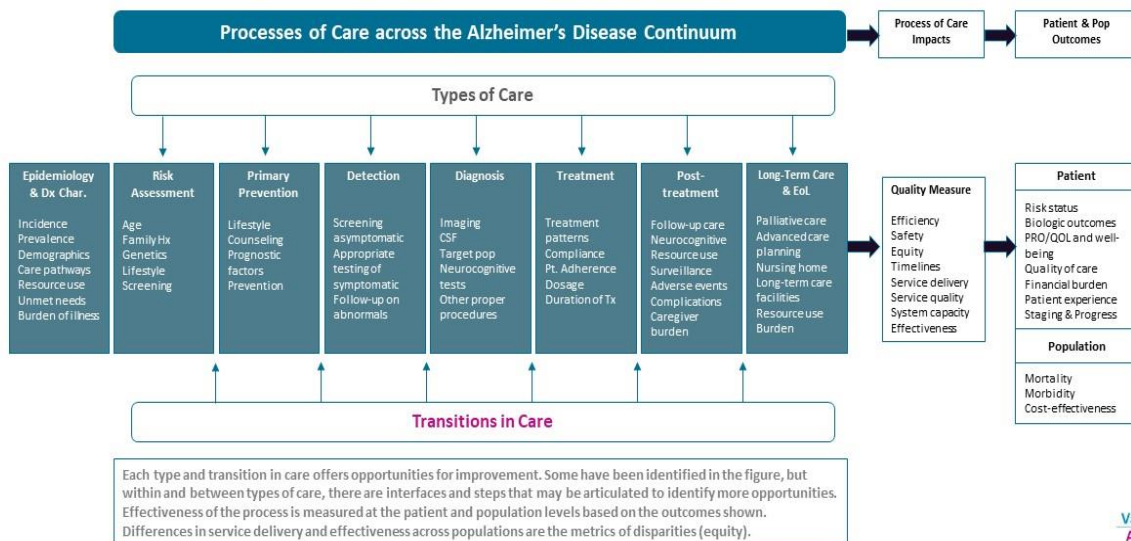 Processes of Care across the Alzheimer's Disease Continuum
Process of Care
Impacts
Patient & Pop
Outcomes
Types of Care
Epidemiology
& Dx Char.
Incidence
Prevalence
Demographics
Care pathways
Resource use
Unmet needs
Burden of illness
Risk
Assessment
Age
Family Hx
Genetics
Lifestyle
Screening
Primary
Prevention
Lifestyle
Counseling
Prognostic
factors
Prevention
Detection
Screening
asymptomatic
Appropriate
testing of
symptomatic
Follow-up on
abnormals
Diagnosis
Imaging
CSF
Target pop
Neurocognitive
tests
Other proper
procedures
Treatment
Treatment
patterns
Compliance
Pt. Adherence
Dosage
Duration of Tx
Post-
treatment
Follow-up care
Neurocognitive
Resource use
Surveillance
Adverse events
Complications
Caregiver
burden
Long-Term Care
& EoL
Palliative care
Advanced care
planning
Nursing home
Long-term care
facilities
Resource use
Burden
Quality Measure
Efficiency
Safety
Equity
Timelines
Service delivery
Service quality
System capacity
Effectiveness
Patient
Risk status
Biologic outcomes
PRO/QOL and well-
being
Quality of care
Financial burden
Patient experience
Staging & Progress
Population
Mortality
Morbidity
Cost-effectiveness
Transitions in Care
Each type and transition in care offers opportunities for improvement. Some have been identified in the figure, but
within and between types of care, there are interfaces and steps that may be articulated to identify more opportunities.
Effectiveness of the process is measured at the patient and population levels based on the outcomes shown.
Differences in service delivery and effectiveness across populations are the metrics of disparities (equity).